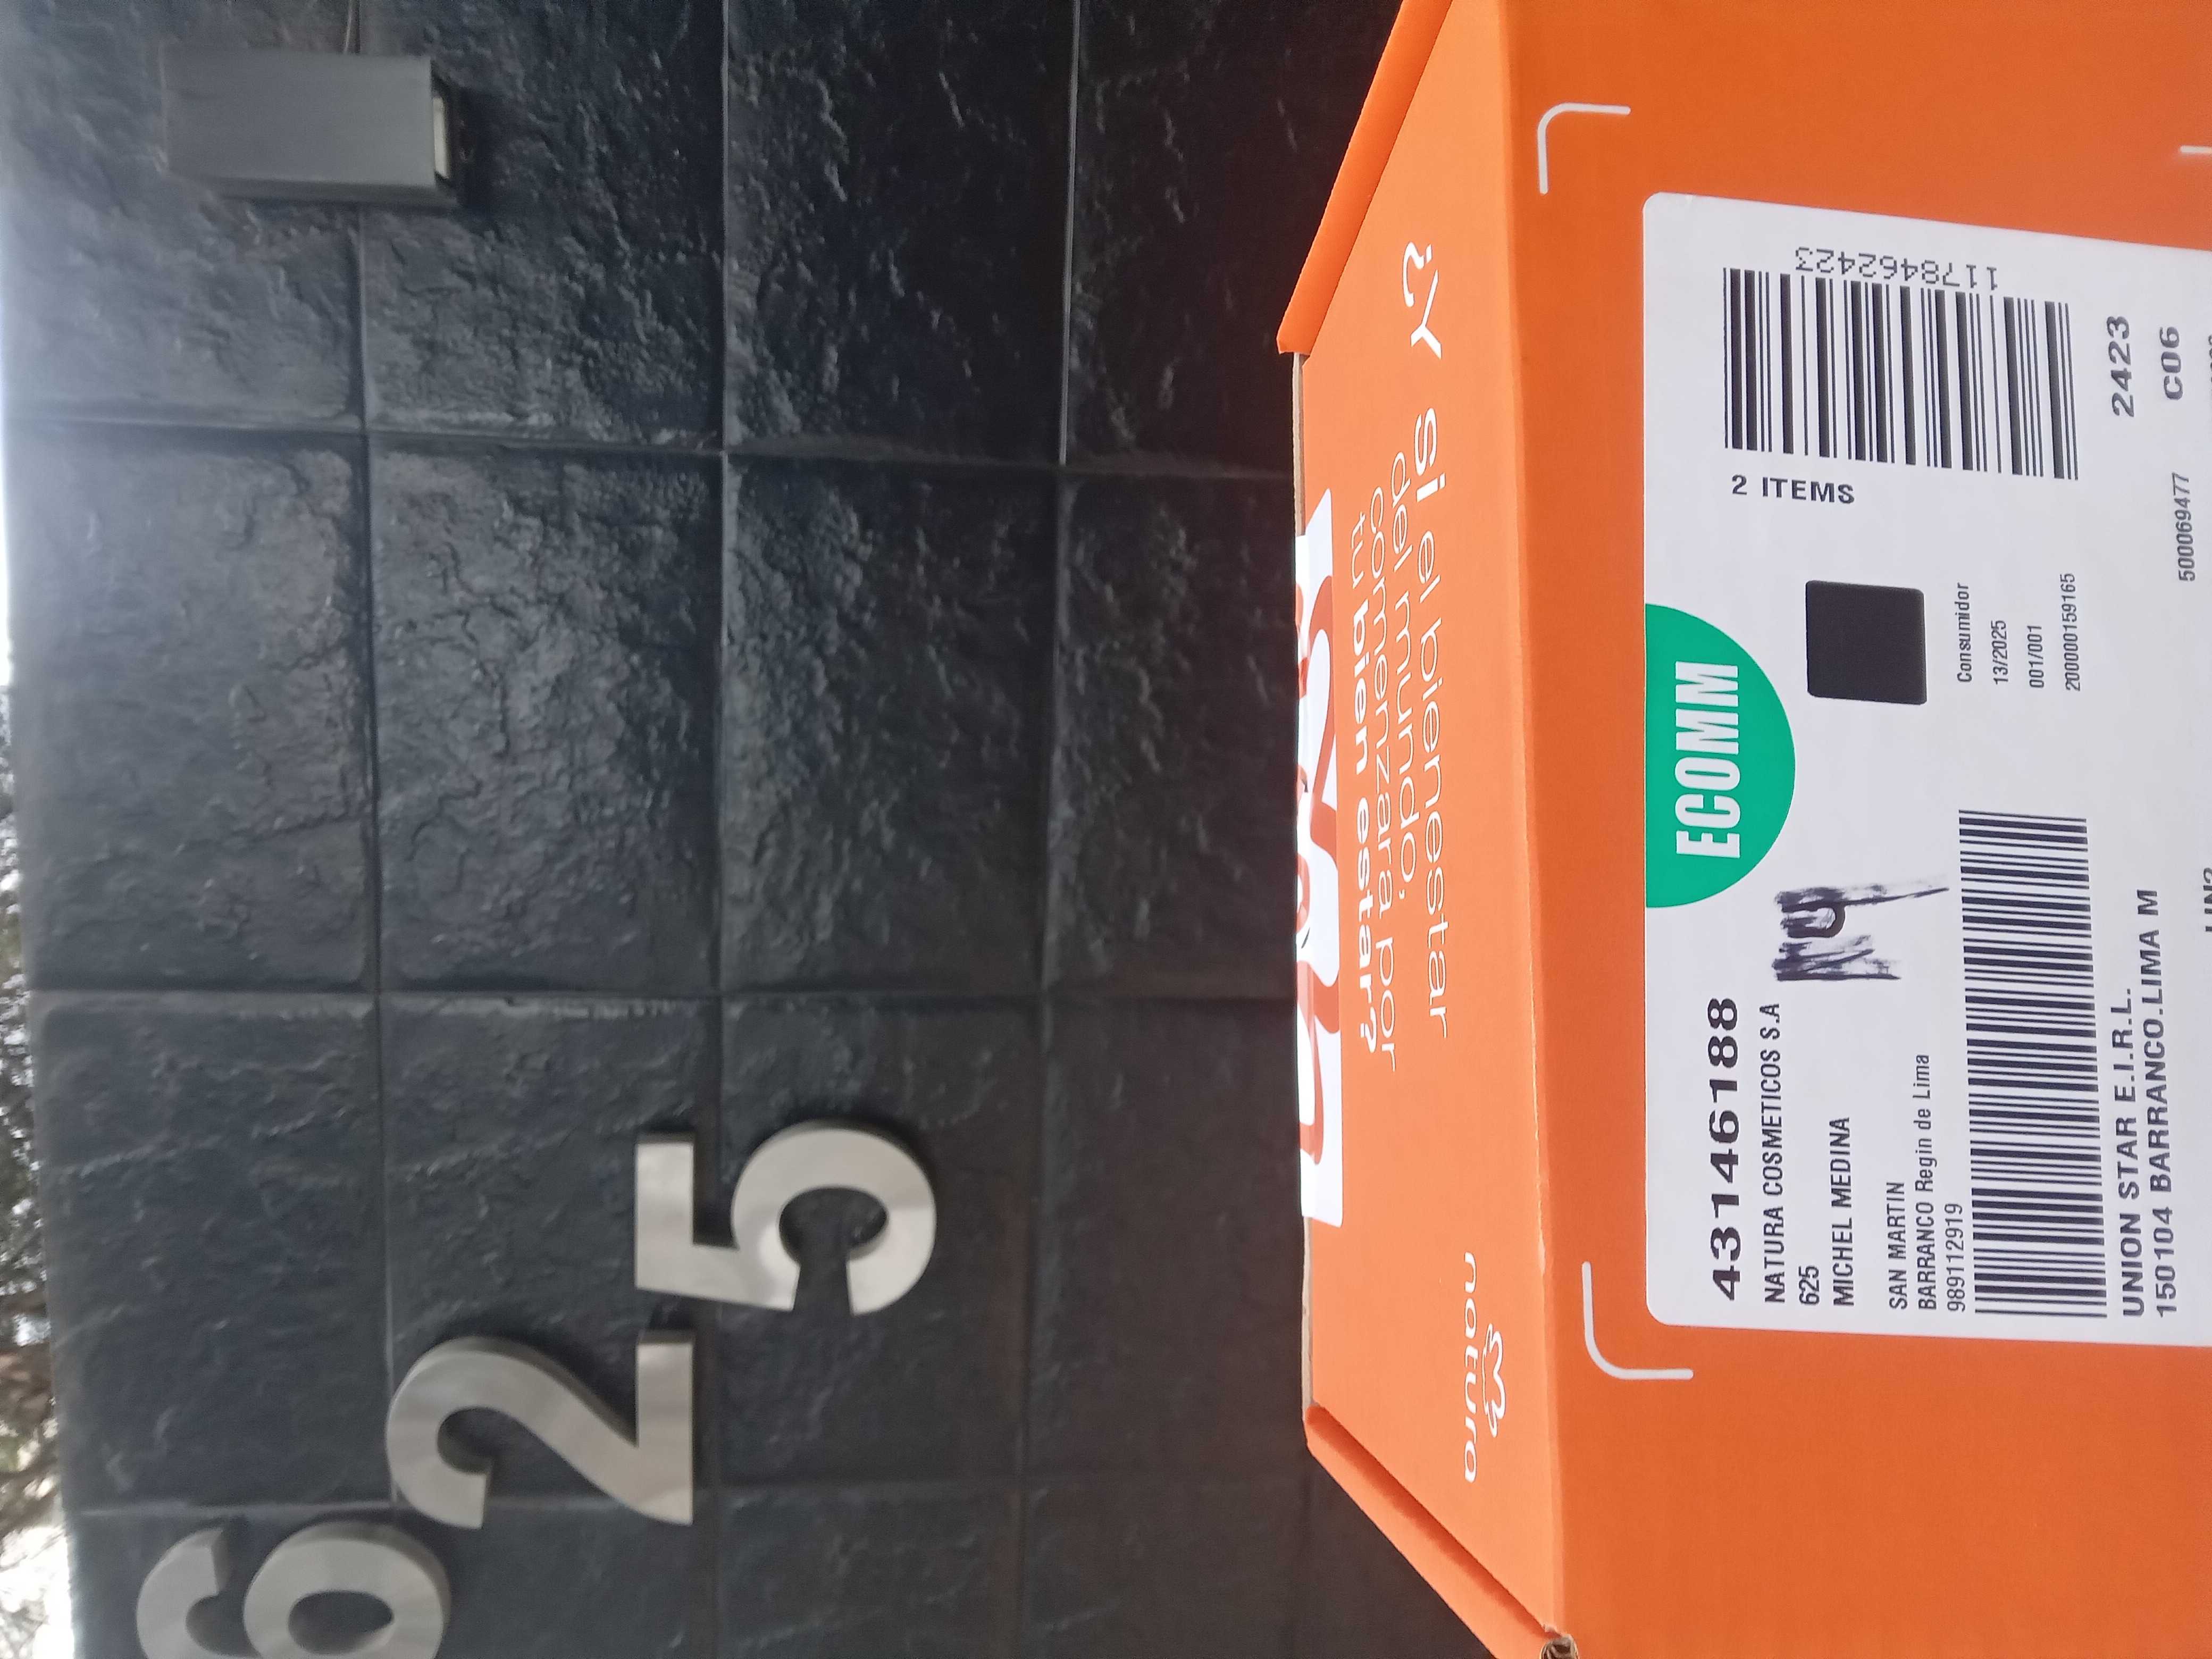 625
¿Y si el bienestar
del mundo,
comenzara por
tu bien estar?
natura
ECOMM
43146188
NATURA COSMETICOS S.A
625
MICHEL MEDINA
SAN MARTIN
BARRANCO Regin de Lima
989112919
2 ITEMS
1178462423
Consumidor
13/2025
001/001
200000159165
UNION STAR E.I.R.L.
2423
150104 BARRANCO.LIMA M
500069477
C06